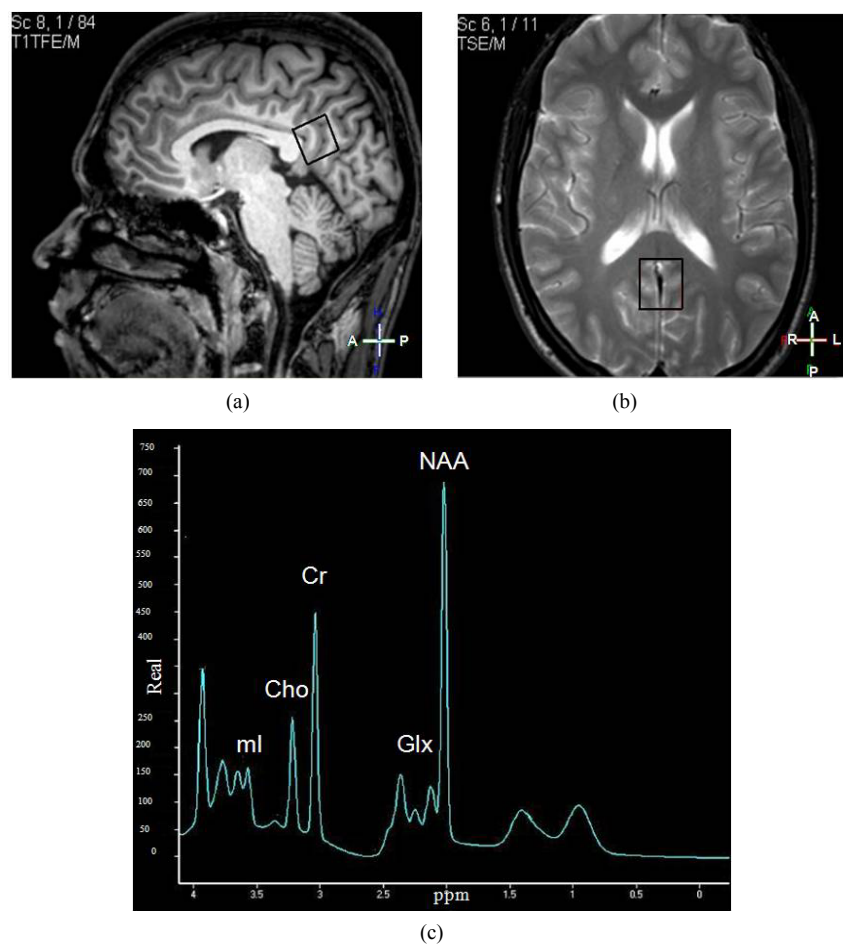 Sc 8, 1 / 84
T1TFE/M
A P
(a)
Sc 6, 1 / 11
TSE/M
A
R L
P
(b)
NAA
Cr
Cho
mI
Glx
Real
750
700
650
600
550
500
450
400
250
200
150
100
50
0
4 3.5 3 2.5 2 1.5 1 0.5 0
ppm
(c)